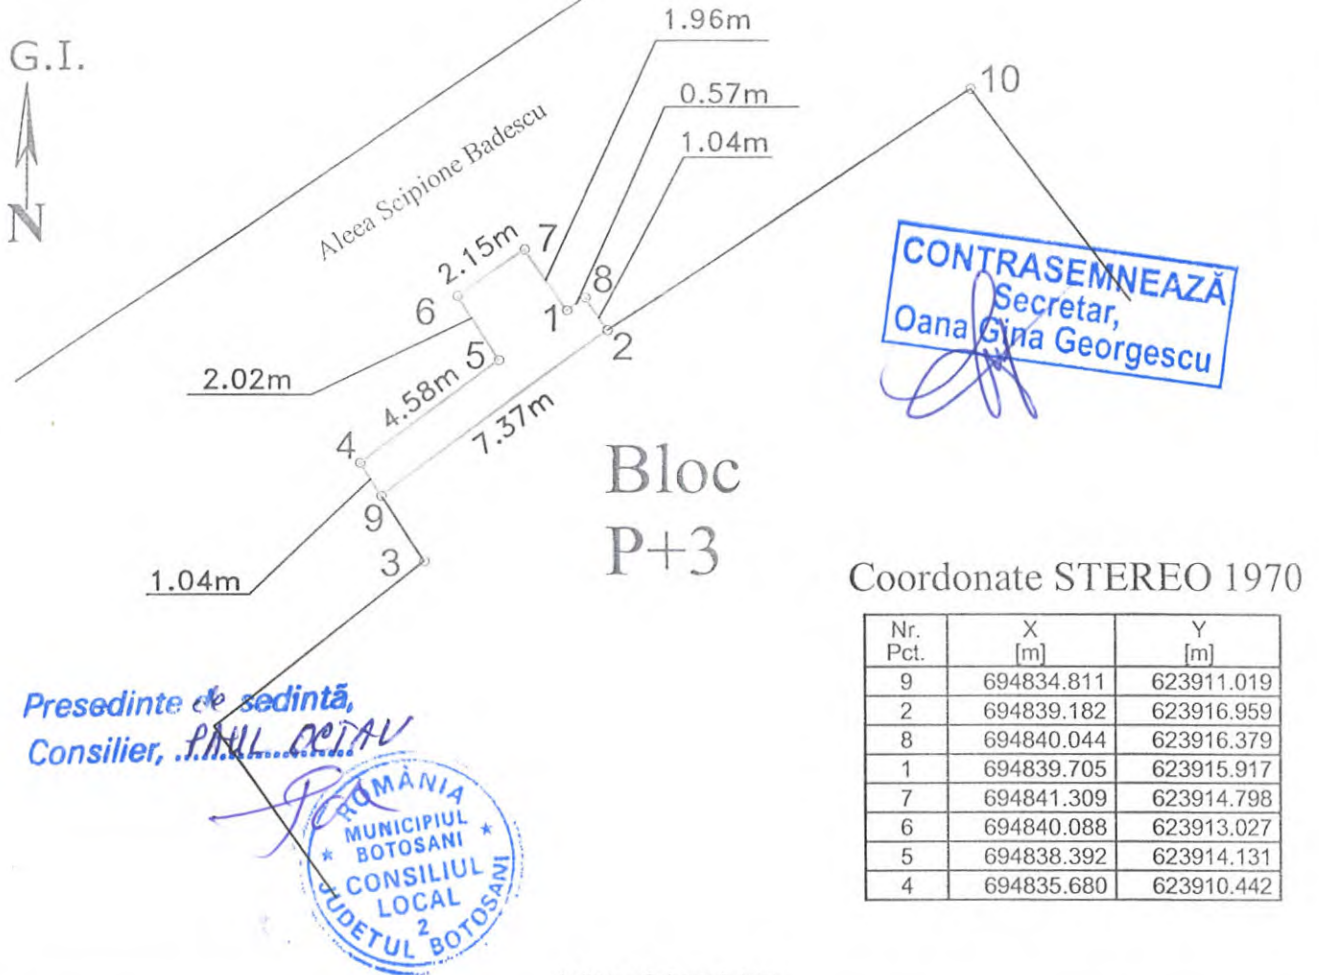 G.I.
N
1.96m
0.57m
1.04m
10
Aleea Scipione Badescu
2.15m
7
8
6
1
2
5
2.02m
4.58m
7.37m
4
9
3
1.04m
Bloc
P+3
CONTRASEMNEAZĂ
Secretar,
Oana Gina Georgescu
Presedinte de sedintă,
Consilier, PAUL OCTAV
ROMÂNIA
MUNICIPIUL
BOTOSANI
CONSILIUL
LOCAL
2
JUDETUL BOTOSANI
Coordonate STEREO 1970
Nr. Pct. X [m] Y [m]
9 694834.811 623911.019
2 694839.182 623916.959
8 694840.044 623916.379
1 694839.705 623915.917
7 694841.309 623914.798
6 694840.088 623913.027
5 694838.392 623914.131
4 694835.680 623910.442